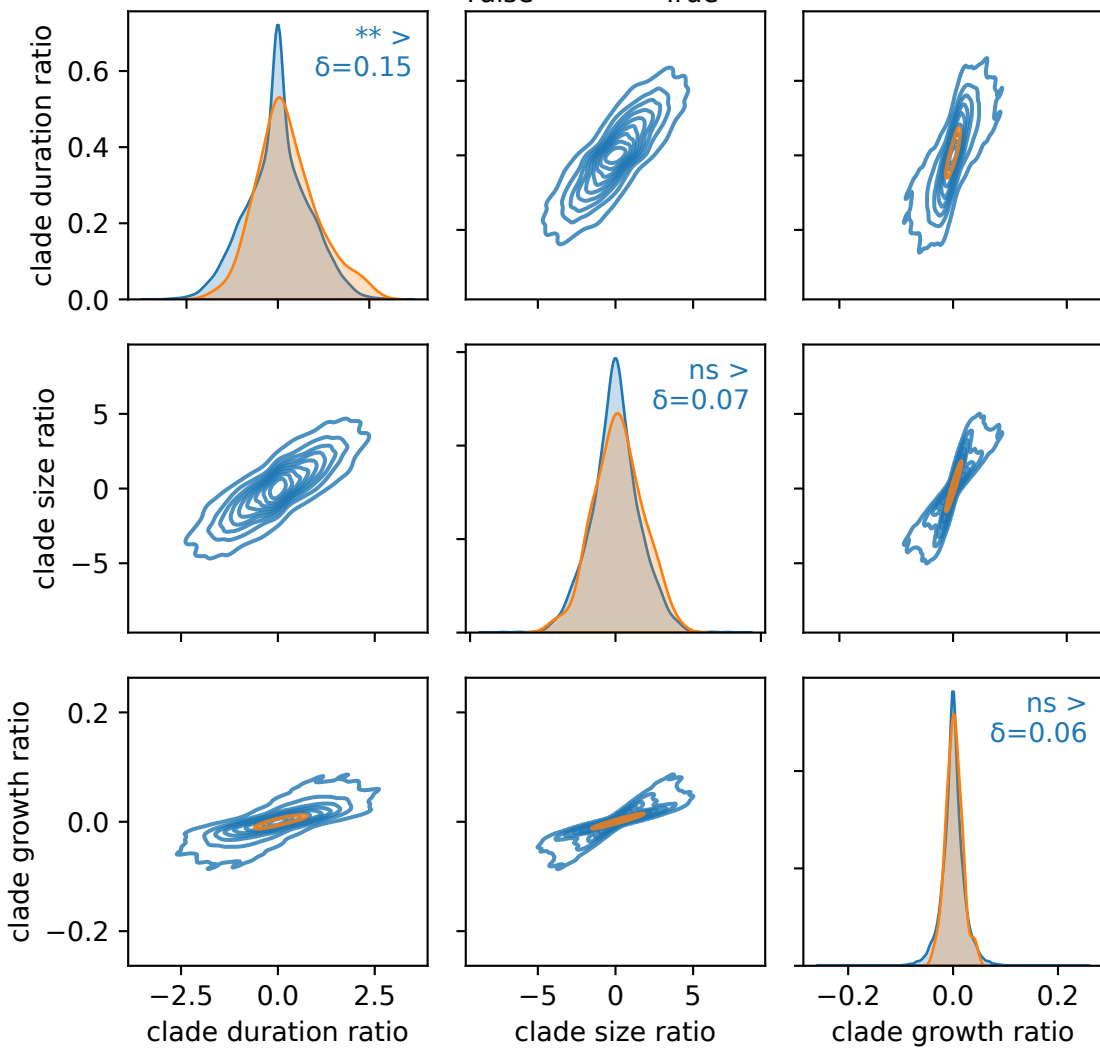 True
clade duration ratio
0.6
0.4
0.2
0.0
** >
δ=0.15
clade size ratio
5
0
−5
ns >
δ=0.07
clade growth ratio
0.2
0.0
−0.2
ns >
δ=0.06
−2.5 0.0 2.5
−5 0 5
−0.2 0.0 0.2
clade duration ratio
clade size ratio
clade growth ratio